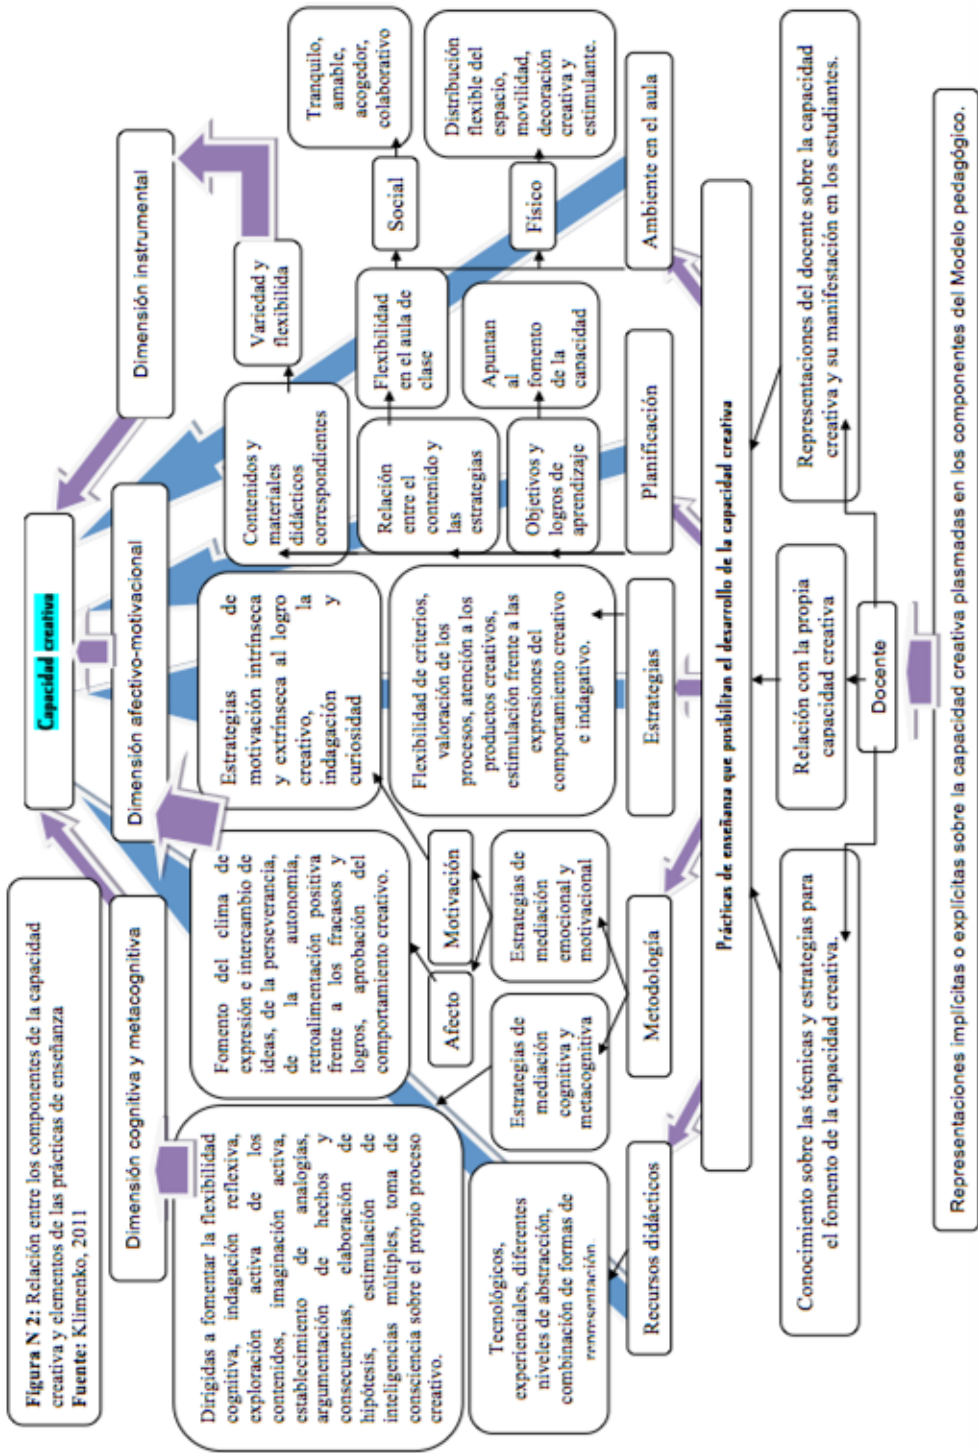 Figura N 2: Relación entre los componentes de la capacidad
creativa y elementos de las prácticas de enseñanza
Fuente: Klimenko, 2011
Capacidad creativa
Dimensión cognitiva y metacognitiva
Dimensión afectivo-motivacional
Dimensión instrumental
Dirigidas a fomentar la flexibilidad
cognitiva, indagación reflexiva,
exploración activa de los
contenidos, imaginación activa,
establecimiento de analogías,
argumentación de hechos y
consecuencias, elaboración de
hipótesis, estimulación de
inteligencias múltiples, toma de
consciencia sobre el propio proceso
creativo.
Fomento del clima de
expresión e intercambio de
ideas, de la perseverancia,
de la autonomía,
retroalimentación positiva
frente a los fracasos y
logros, aprobación del
comportamiento creativo.
Estrategias de
motivación intrínseca
y extrínseca al logro
creativo, la
indagación y
curiosidad
Contenidos y
materiales
didácticos
correspondientes
Variedad y
flexibilida
Tranquilo,
amable,
acogedor,
colaborativo
Afecto
Motivación
Relación
entre el
contenido y
las
estrategias
Flexibilidad
en el aula de
clase
Social
Tecnológicos,
experienciales, diferentes
niveles de abstracción,
combinación de formas de
representación.
Estrategias de
mediación
cognitiva y
metacognitiva
Estrategias de
mediación
emocional y
motivacional
Flexibilidad de criterios,
valoración de los
procesos, atención a los
productos creativos,
estimulación frente a las
expresiones del
comportamiento creativo
e indagativo.
Objetivos y
logros de
aprendizaje
Apuntan
al
fomento
de la
capacidad
Físico
Distribución
flexible del
espacio,
movilidad,
decoración
creativa y
estimulante.
Recursos didácticos
Metodología
Estrategias
Planificación
Ambiente en el aula
Prácticas de enseñanza que posibilitan el desarrollo de la capacidad creativa
Conocimiento sobre las técnicas y estrategias para
el fomento de la capacidad creativa.
Relación con la propia
capacidad creativa
Representaciones del docente sobre la capacidad
creativa y su manifestación en los estudiantes.
Docente
Representaciones implícitas o explícitas sobre la capacidad creativa plasmadas en los componentes del Modelo pedagógico.